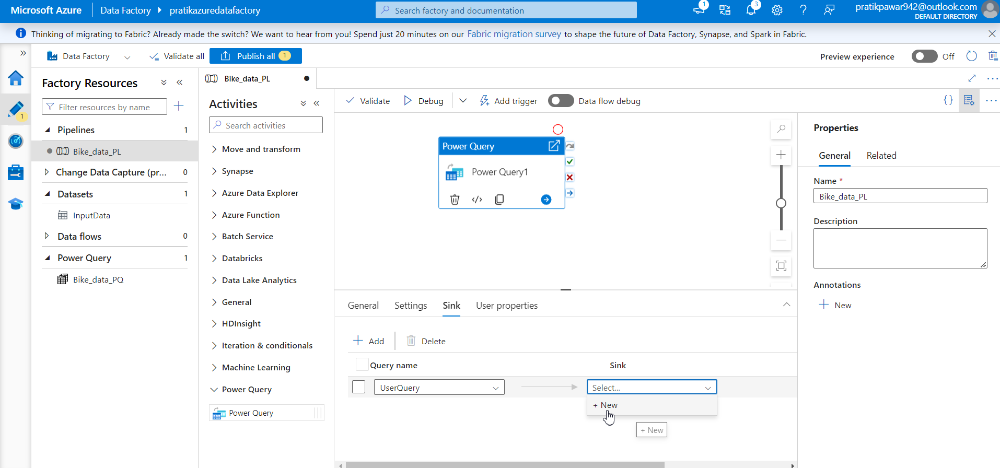 Microsoft Azure
Data Factory
pratikazuredatafactory
Search factory and documentation
1
3
pratikpawar942@outlook.com
DEFAULT DIRECTORY
Thinking of migrating to Fabric? Already made the switch? We want to hear from you! Spend just 20 minutes on our Fabric migration survey to shape the future of Data Factory, Synapse, and Spark in Fabric.
Data Factory
Validate all
Publish all 1
Preview experience
Off
1
Factory Resources
Filter resources by name
Pipelines 1
Bike_data_PL
Change Data Capture (pr... 0
Datasets 1
InputData
Data flows 0
Power Query 1
Bike_data_PQ
Bike_data_PL
Activities
Search activities
Move and transform
Synapse
Azure Data Explorer
Azure Function
Batch Service
Databricks
Data Lake Analytics
General
HDInsight
Iteration & conditionals
Machine Learning
Power Query
Power Query
Validate
Debug
Add trigger
Data flow debug
Power Query
Power Query1
General
Settings
Sink
User properties
+ Add
Delete
Query name
Sink
UserQuery
Select...
+ New
+ New
Properties
General
Related
Name *
Bike_data_PL
Description
Annotations
+ New